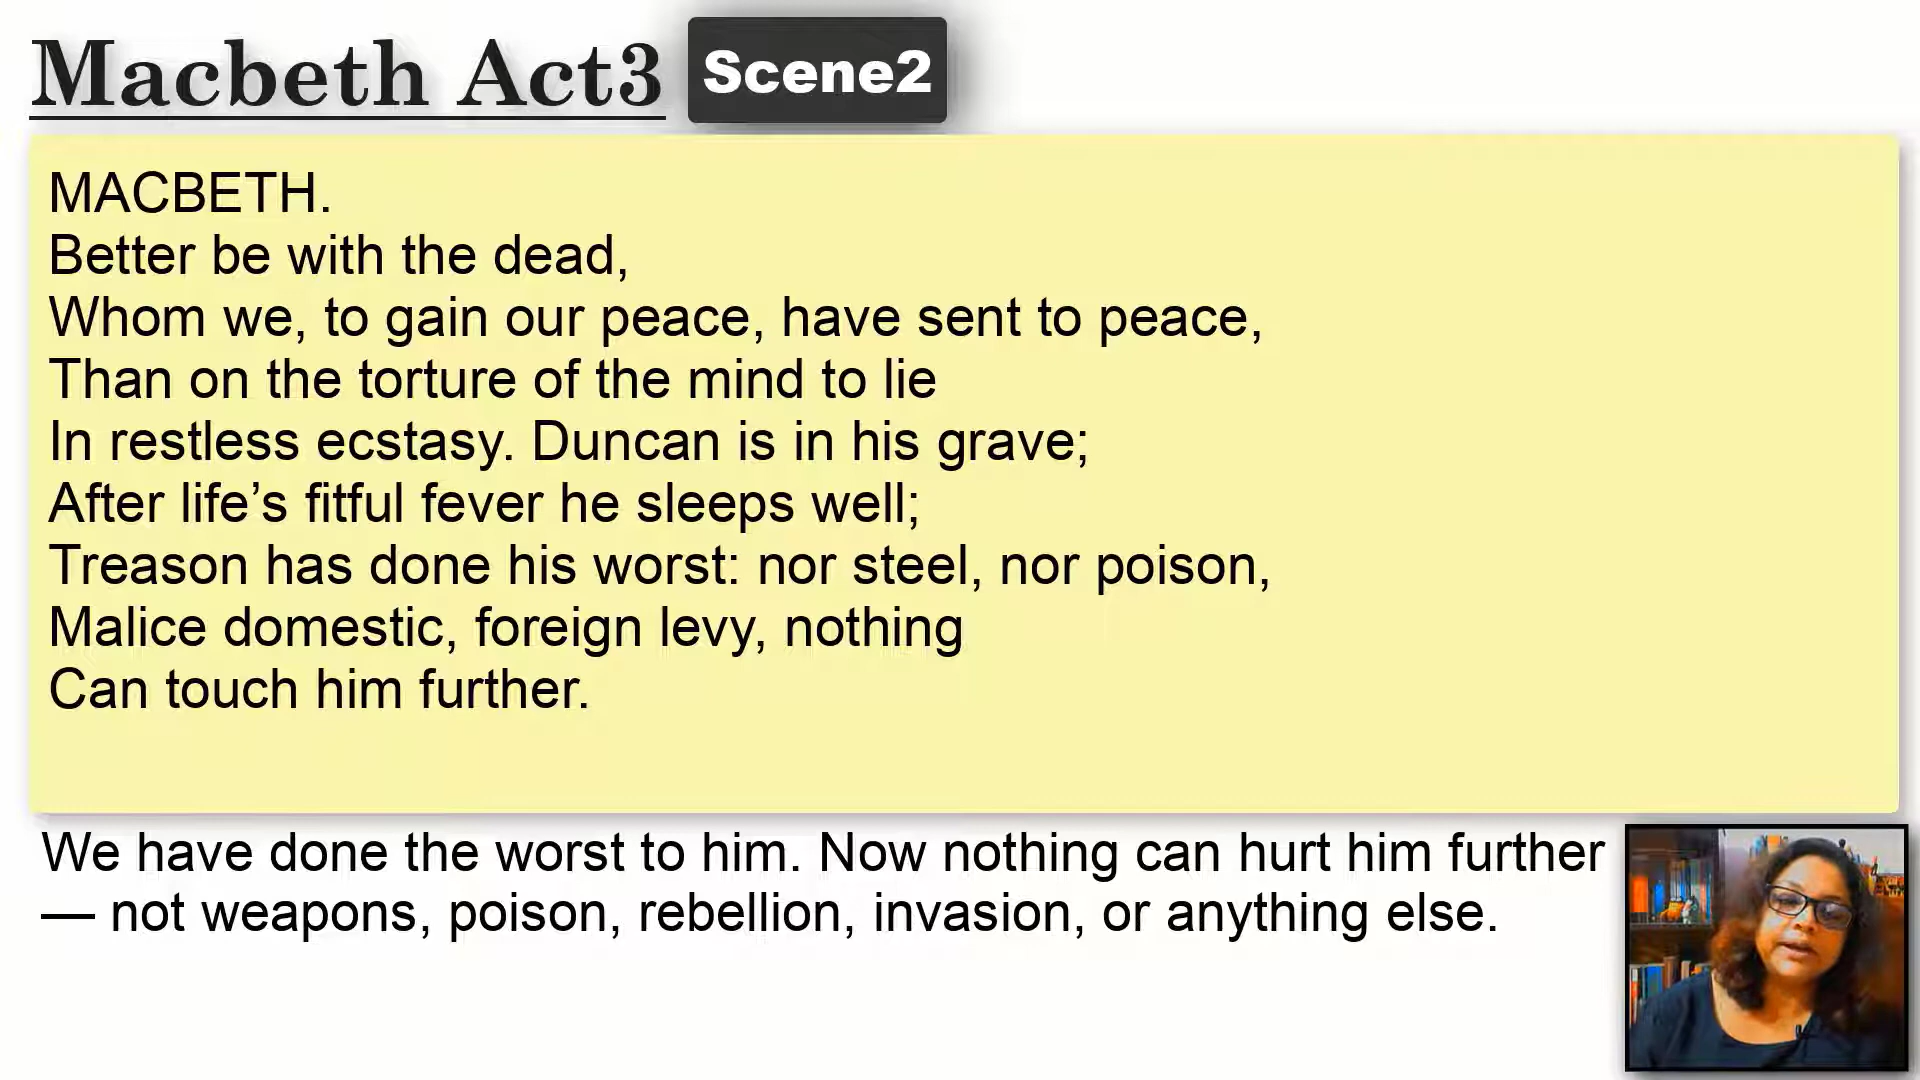 Macbeth Act3 Scene2
MACBETH.
Better be with the dead,
Whom we, to gain our peace, have sent to peace,
Than on the torture of the mind to lie
In restless ecstasy. Duncan is in his grave;
After life’s fitful fever he sleeps well;
Treason has done his worst: nor steel, nor poison,
Malice domestic, foreign levy, nothing
Can touch him further.
We have done the worst to him. Now nothing can hurt him further
— not weapons, poison, rebellion, invasion, or anything else.